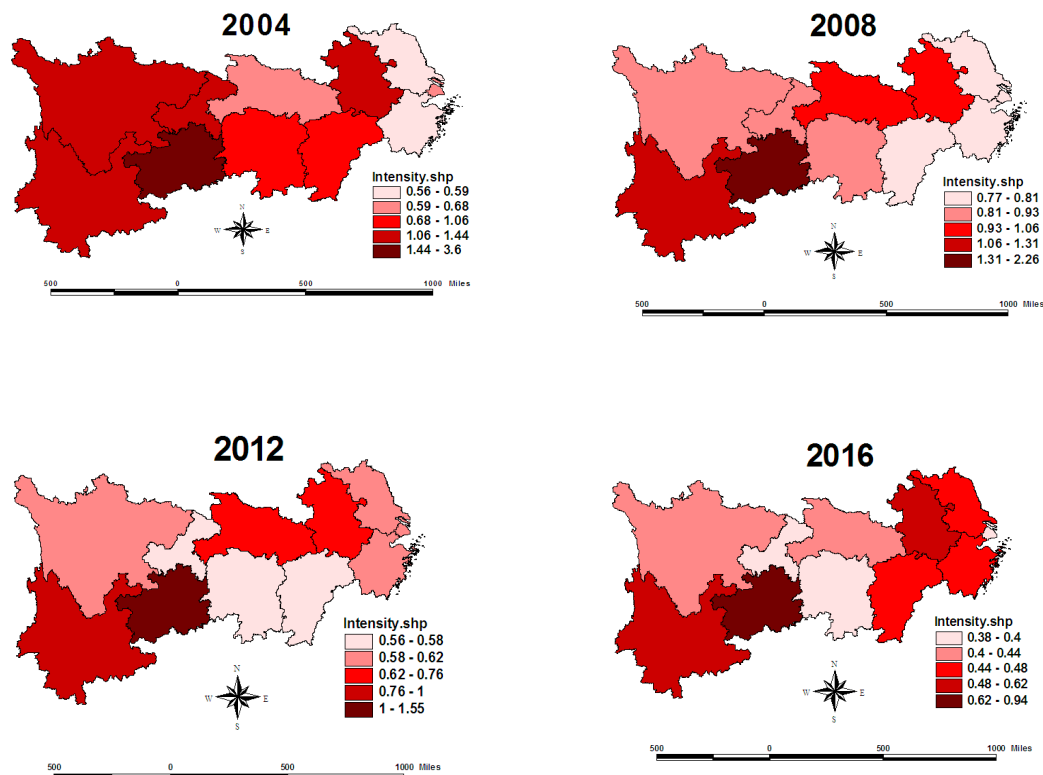 2004
Intensity.shp
0.56 - 0.59
0.59 - 0.68
0.68 - 1.06
1.06 - 1.44
1.44 - 3.6
N
W E
S
500 0 500 1000 Miles
2008
Intensity.shp
0.77 - 0.81
0.81 - 0.93
0.93 - 1.06
1.06 - 1.31
1.31 - 2.26
N
W E
S
500 0 500 1000 Miles
2012
Intensity.shp
0.56 - 0.58
0.58 - 0.62
0.62 - 0.76
0.76 - 1
1 - 1.55
N
W E
S
500 0 500 1000 Miles
2016
Intensity.shp
0.38 - 0.4
0.4 - 0.44
0.44 - 0.48
0.48 - 0.62
0.62 - 0.94
N
W E
S
500 0 500 1000 Miles